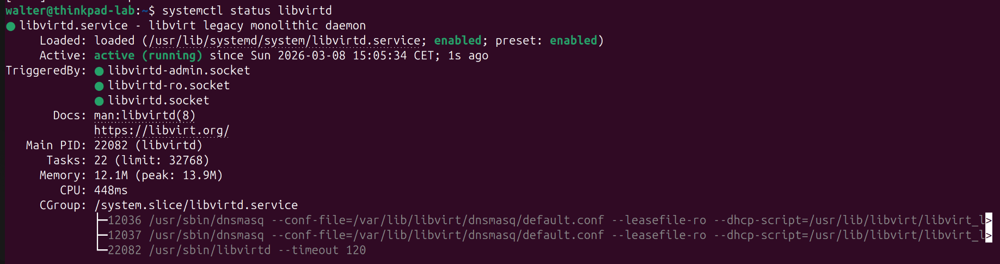 walter@thinkpad-lab:~$ systemctl status libvirtd
● libvirtd.service - libvirt legacy monolithic daemon
     Loaded: loaded (/usr/lib/systemd/system/libvirtd.service; enabled; preset: enabled)
     Active: active (running) since Sun 2026-03-08 15:05:34 CET; 1s ago
TriggeredBy: ● libvirtd-admin.socket
             ● libvirtd-ro.socket
             ● libvirtd.socket
       Docs: man:libvirtd(8)
             https://libvirt.org/
   Main PID: 22082 (libvirtd)
      Tasks: 22 (limit: 32768)
     Memory: 12.1M (peak: 13.9M)
        CPU: 448ms
     CGroup: /system.slice/libvirtd.service
             ├─12036 /usr/sbin/dnsmasq --conf-file=/var/lib/libvirt/dnsmasq/default.conf --leasefile-ro --dhcp-script=/usr/lib/libvirt/libvirt_l>
             ├─12037 /usr/sbin/dnsmasq --conf-file=/var/lib/libvirt/dnsmasq/default.conf --leasefile-ro --dhcp-script=/usr/lib/libvirt/libvirt_l>
             └─22082 /usr/sbin/libvirtd --timeout 120